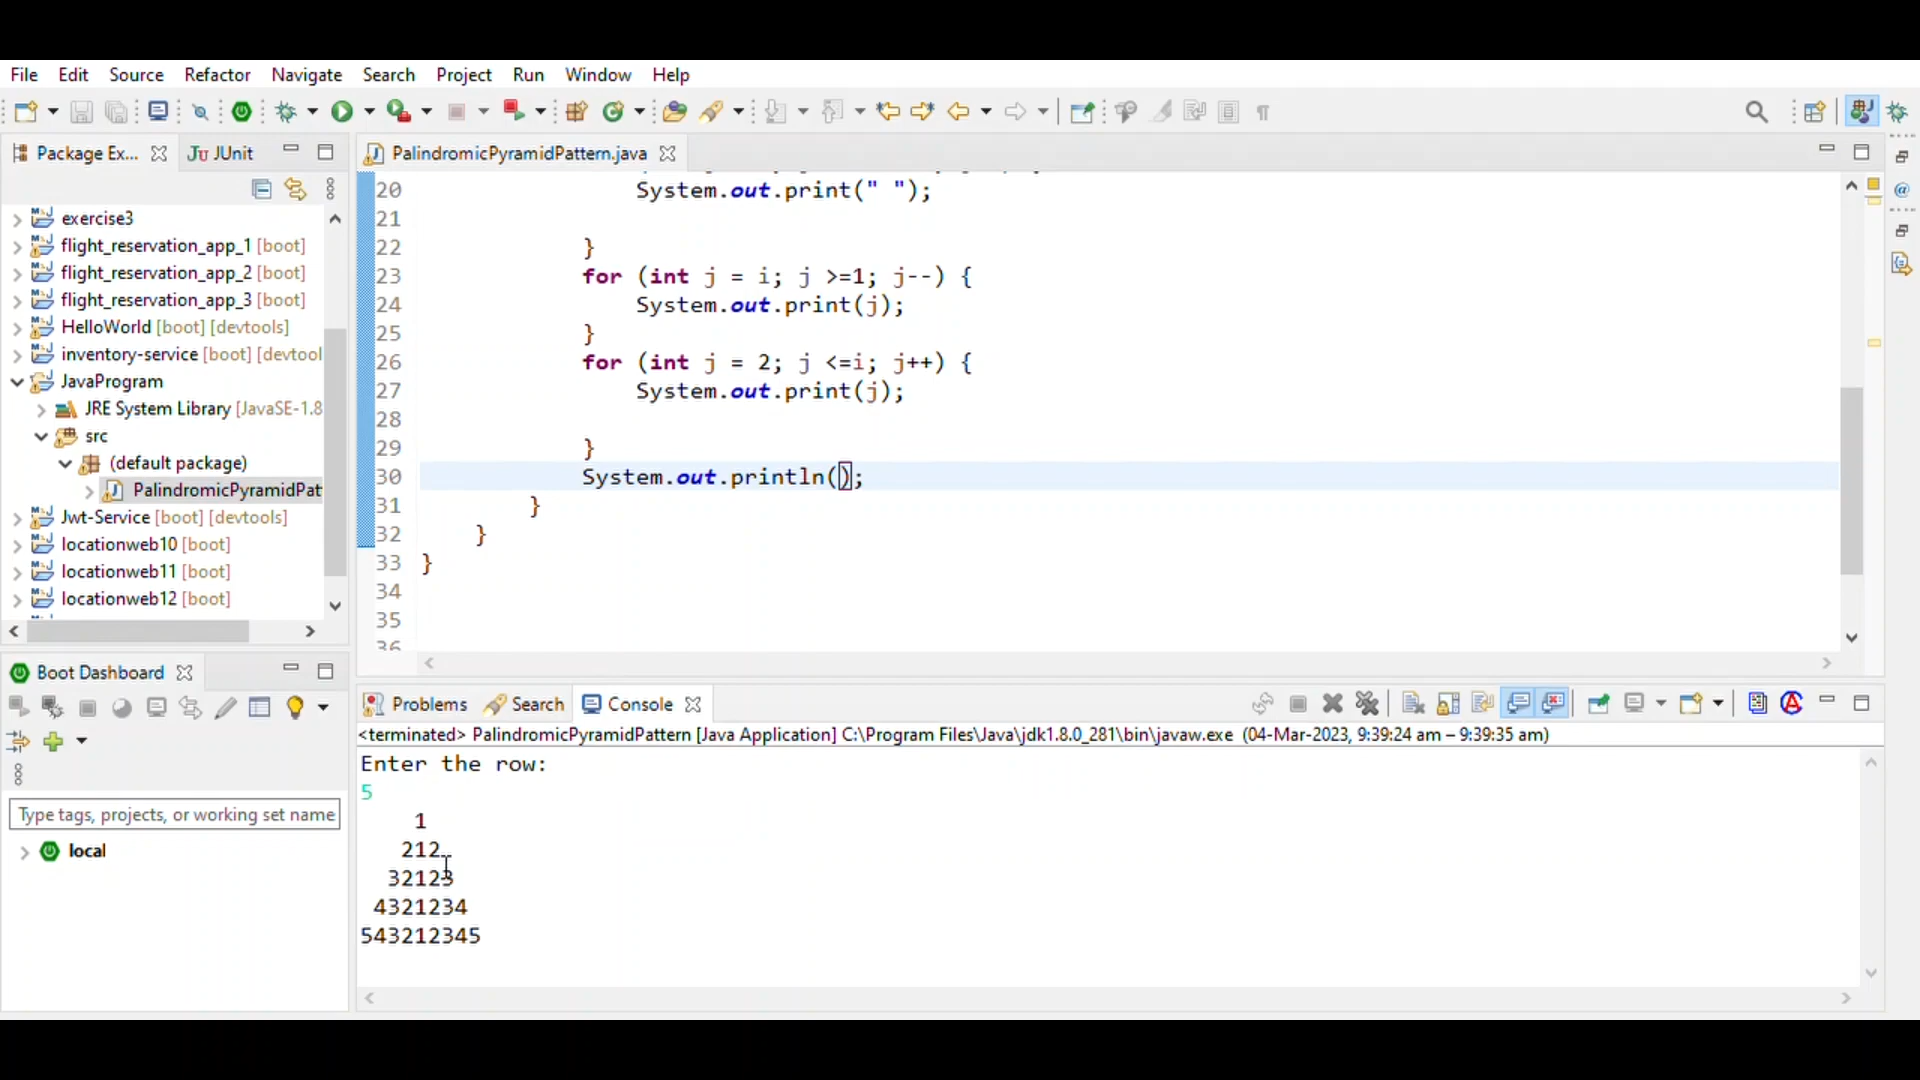 File Edit Source Refactor Navigate Search Project Run Window Help
Package Ex...
JUnit
exercise3
flight_reservation_app_1 [boot]
flight_reservation_app_2 [boot]
flight_reservation_app_3 [boot]
HelloWorld [boot] [devtools]
inventory-service [boot] [devtool
JavaProgram
JRE System Library [JavaSE-1.8
src
(default package)
PalindromicPyramidPat
Jwt-Service [boot] [devtools]
locationweb10 [boot]
locationweb11 [boot]
locationweb12 [boot]
PalindromicPyramidPattern.java
20 System.out.print(" ");
21
22 }
23 for (int j = i; j >=1; j--) {
24 System.out.print(j);
25 }
26 for (int j = 2; j <=i; j++) {
27 System.out.print(j);
28
29 }
30 System.out.println();
31 }
32 }
33 }
34
35
36
Boot Dashboard
Type tags, projects, or working set name
local
Problems Search Console
<terminated> PalindromicPyramidPattern [Java Application] C:\Program Files\Java\jdk1.8.0_281\bin\javaw.exe (04-Mar-2023, 9:39:24 am – 9:39:35 am)
Enter the row:
5
1
212
32123
4321234
543212345